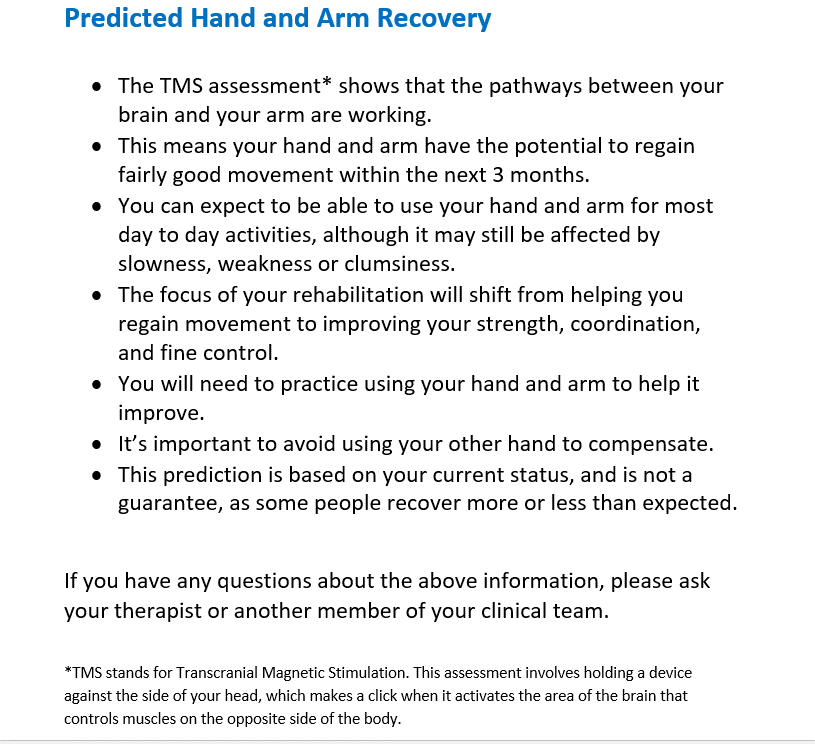 Predicted Hand and Arm Recovery
• The TMS assessment* shows that the pathways between your
brain and your arm are working.
• This means your hand and arm have the potential to regain
fairly good movement within the next 3 months.
• You can expect to be able to use your hand and arm for most
day to day activities, although it may still be affected by
slowness, weakness or clumsiness.
• The focus of your rehabilitation will shift from helping you
regain movement to improving your strength, coordination,
and fine control.
• You will need to practice using your hand and arm to help it
improve.
• It’s important to avoid using your other hand to compensate.
• This prediction is based on your current status, and is not a
guarantee, as some people recover more or less than expected.
If you have any questions about the above information, please ask
your therapist or another member of your clinical team.
*TMS stands for Transcranial Magnetic Stimulation. This assessment involves holding a device
against the side of your head, which makes a click when it activates the area of the brain that
controls muscles on the opposite side of the body.